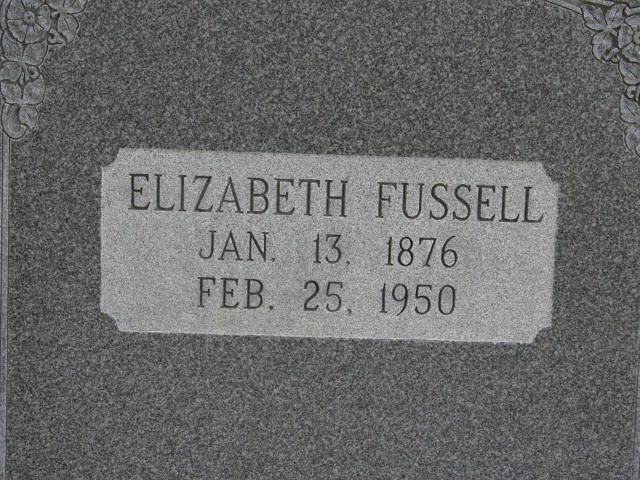 ELIZABETH FUSSELL
JAN. 13, 1876
FEB. 25, 1950